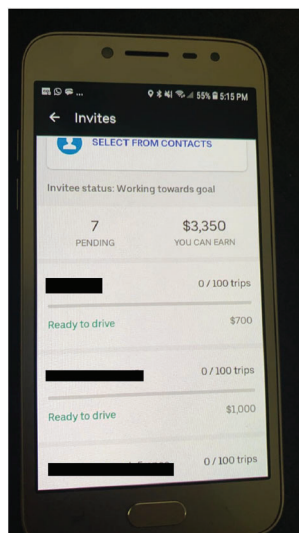 ... 55% 5:15 PM
← Invites
SELECT FROM CONTACTS
Invitee status: Working towards goal
7 $3,350
PENDING YOU CAN EARN
0 / 100 trips
Ready to drive $700
0 / 100 trips
Ready to drive $1,000
0 / 100 trips